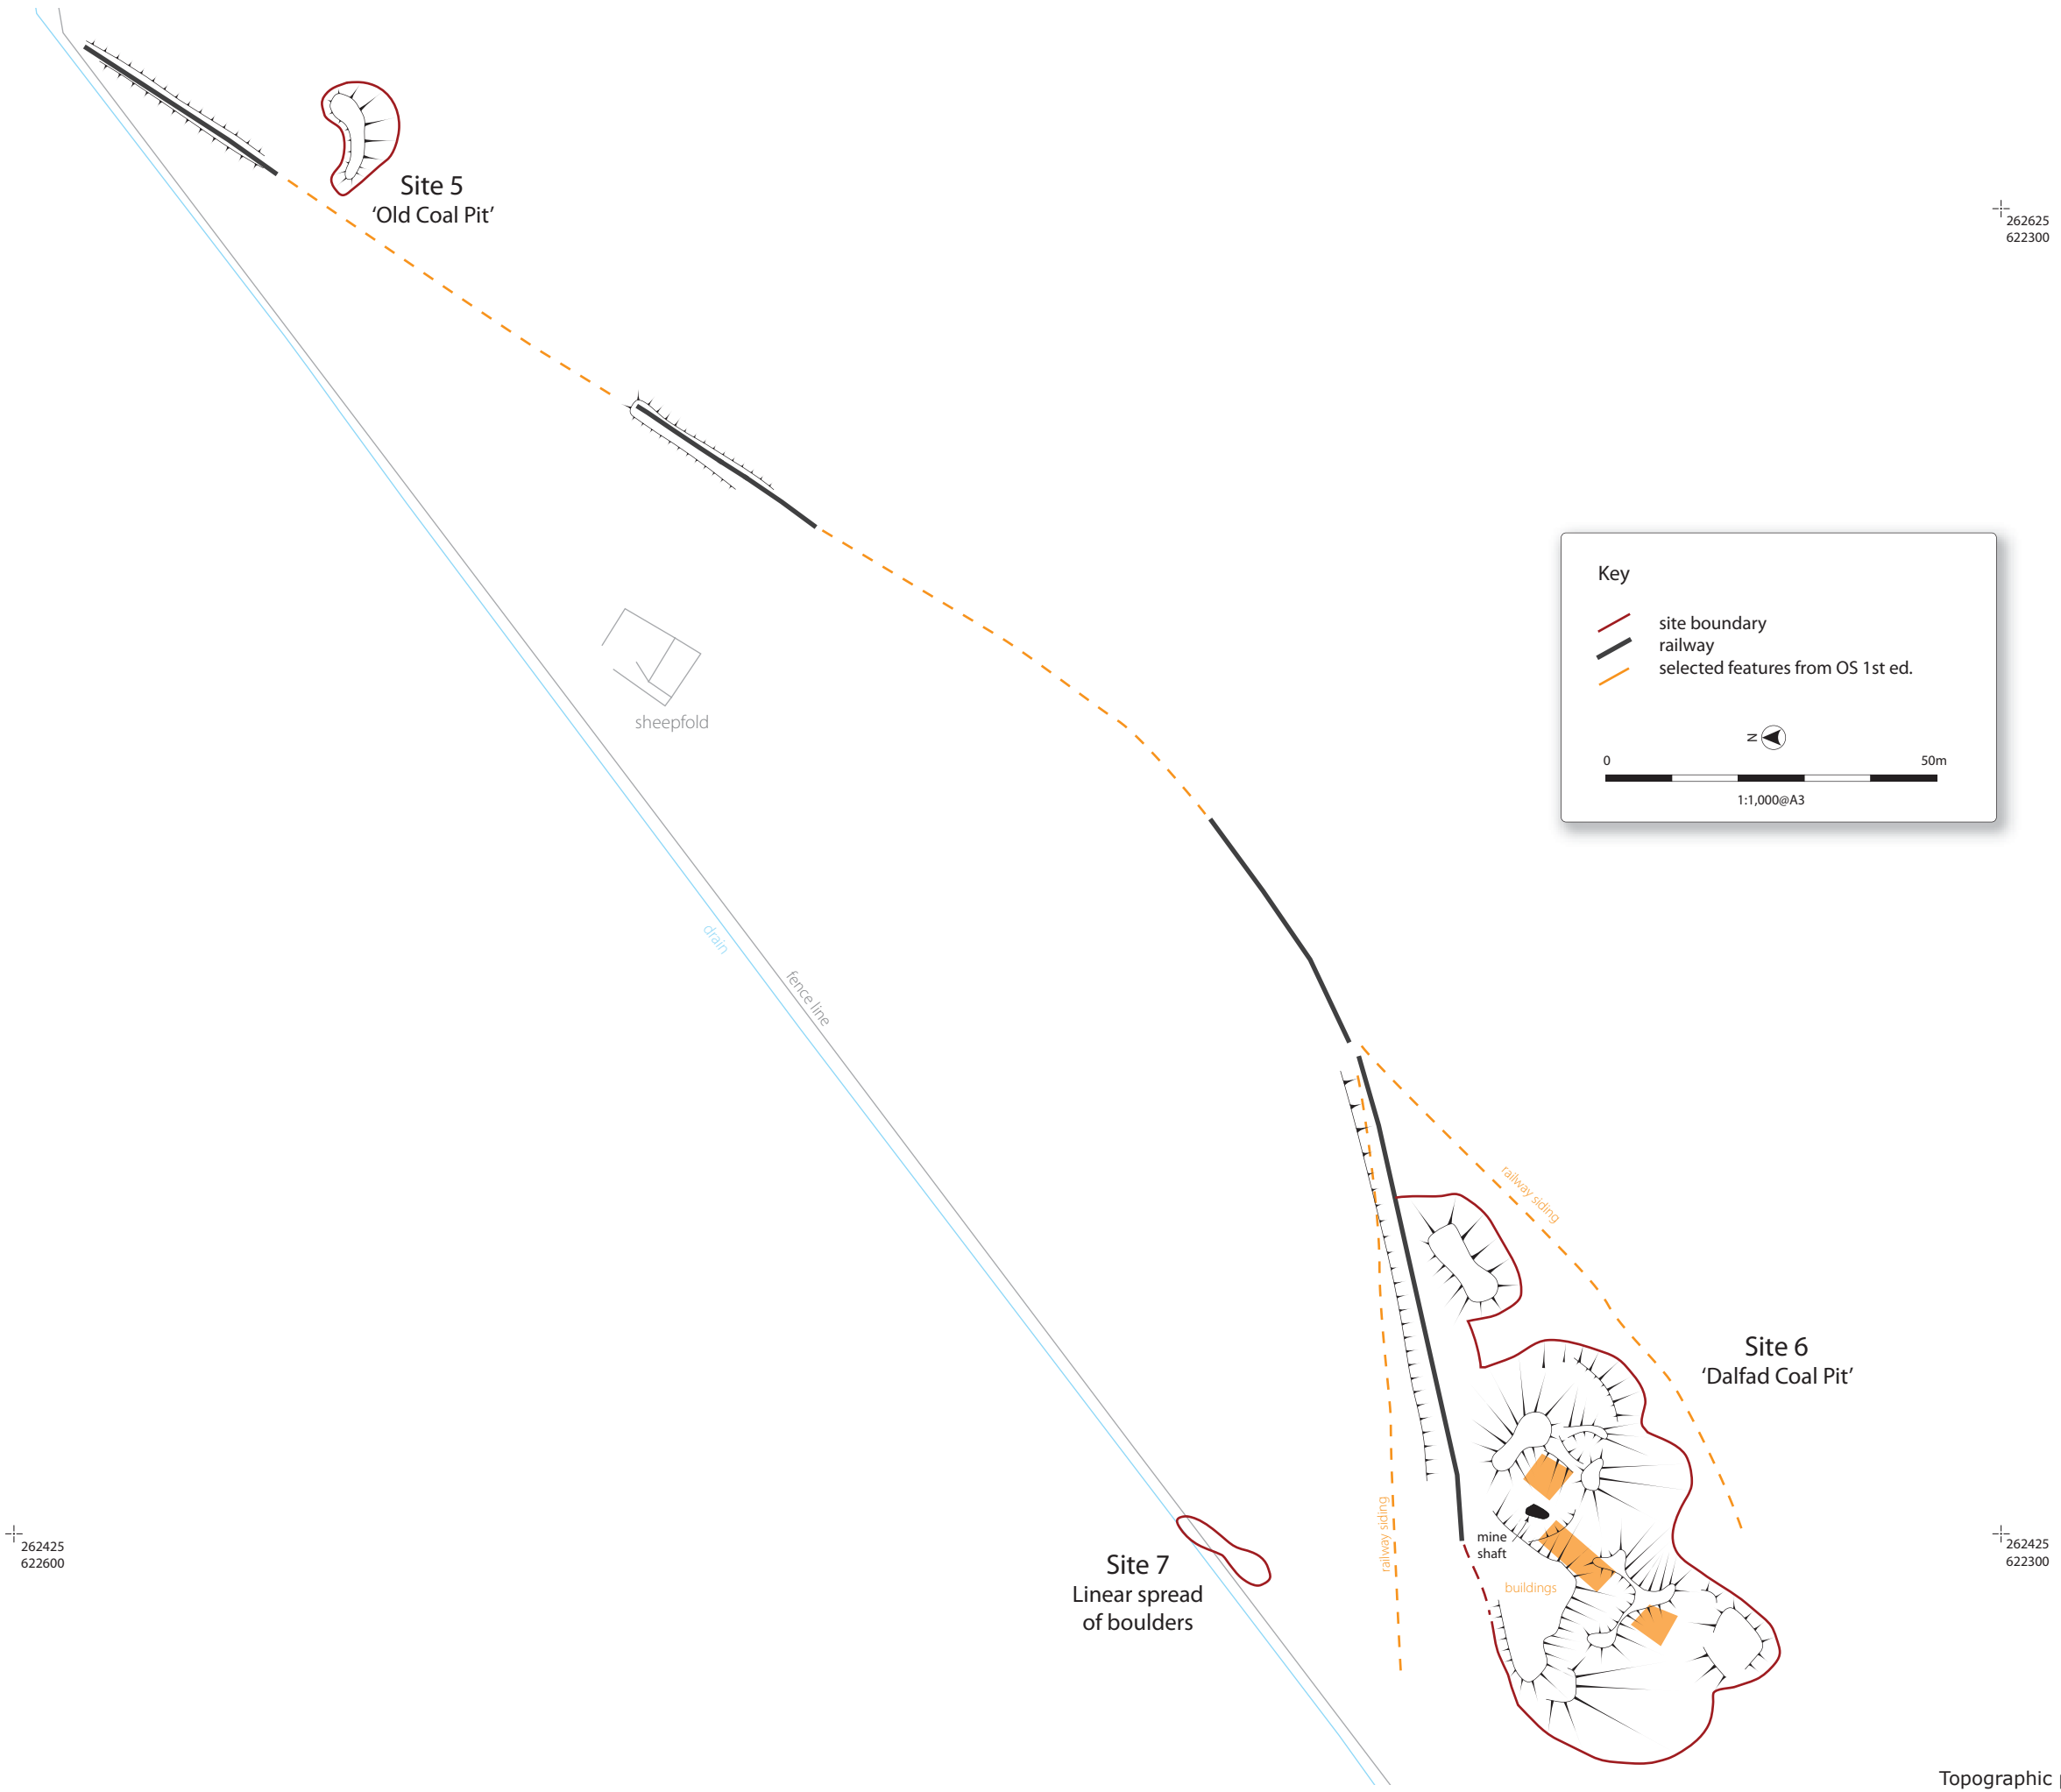 Site 5
‘Old Coal Pit’
262625
622300
Key
site boundary
railway
selected features from OS 1st ed.
N
0
50m
1:1,000@A3
sheepfold
drain
fence line
railway siding
Site 6
‘Dalfad Coal Pit’
railway siding
mine
shaft
buildings
262425
622600
262425
622300
Site 7
Linear spread
of boulders
Topographic